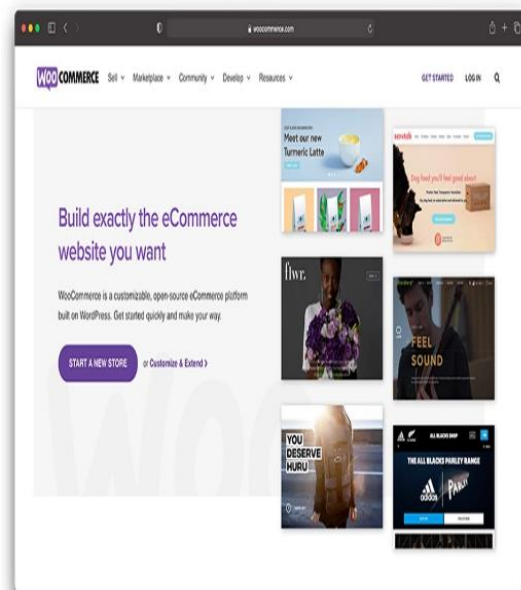 woocommerce.com
WOO COMMERCE Sell Marketplace Community Develop Resources GET STARTED LOG IN
Build exactly the eCommerce
website you want
WooCommerce is a customizable, open-source eCommerce platform
built on WordPress. Get started quickly and make your way.
START A NEW STORE or Customize & Extend >
Meet our new
Turmeric Latte
Dog food you'll feel good about
flwr.
FEEL
SOUND
YOU
DESERVE
HURU
ALL BLACKS SHOP
THE ALL BLACKS PARLEY RANGE
adidas PARLEY